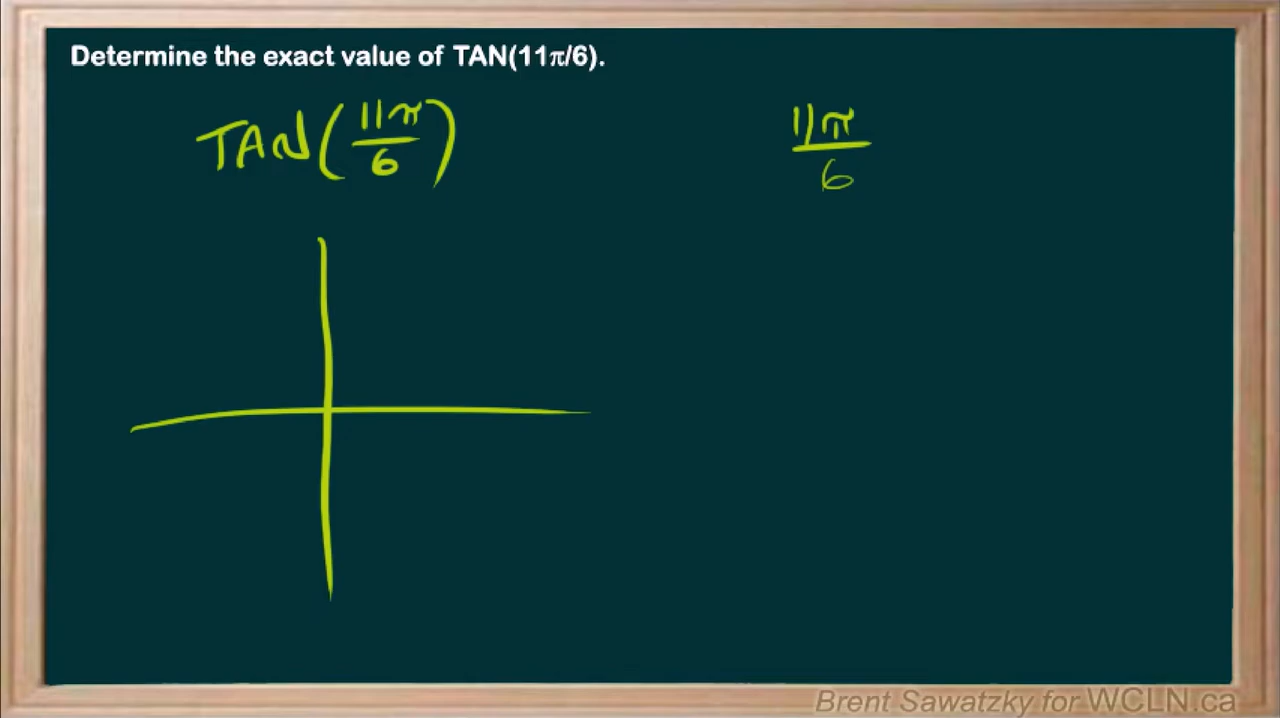 Determine the exact value of TAN(11π/6).
TAN(11π/6)
11π/6
Brent Sawatzky for WCLN.ca